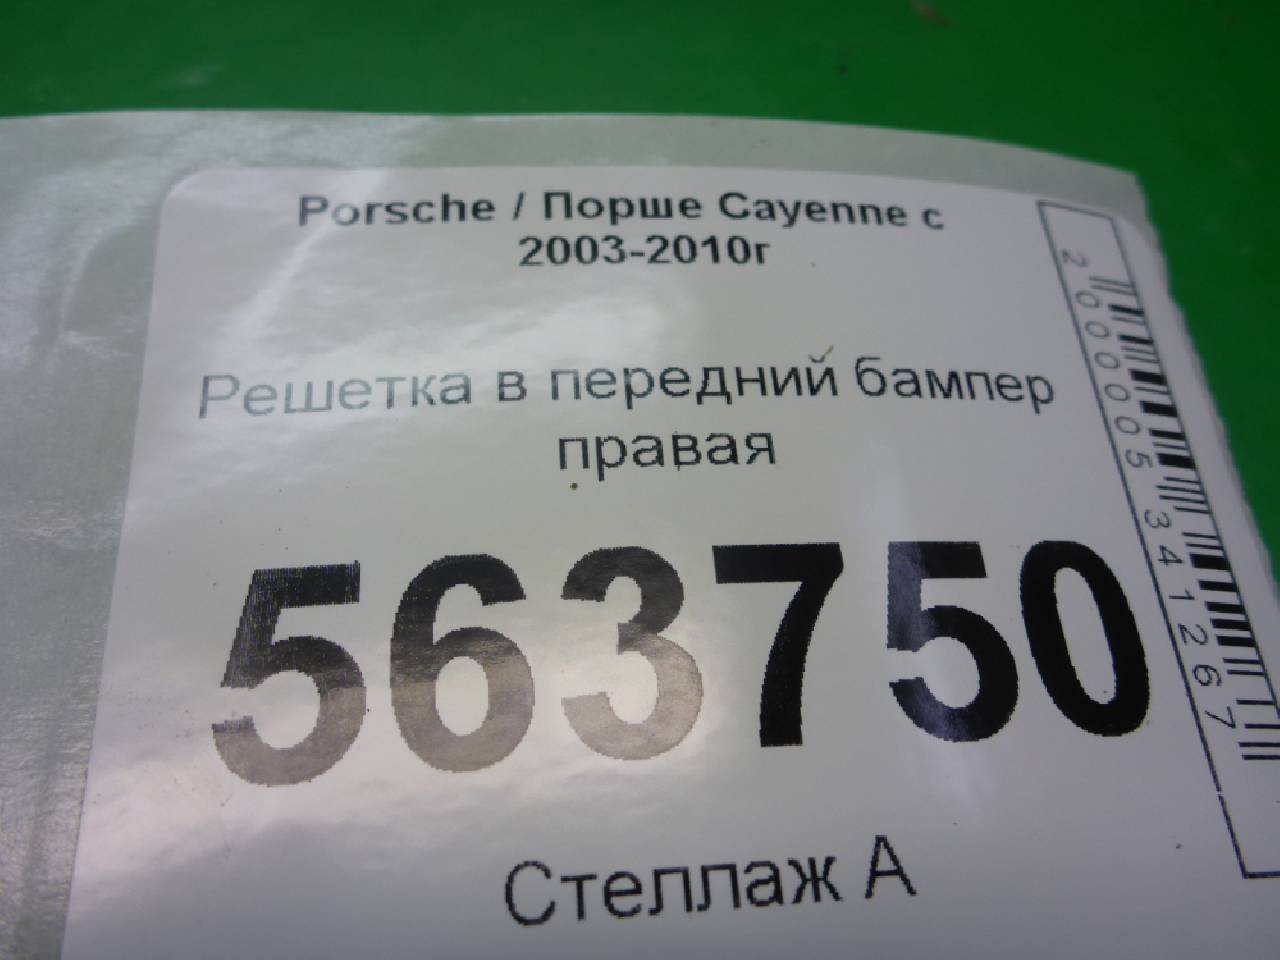 Porsche / Порше Cayenne с
2003-2010г
Решетка в передний бампер
правая
563750
Стеллаж А
2000005341267